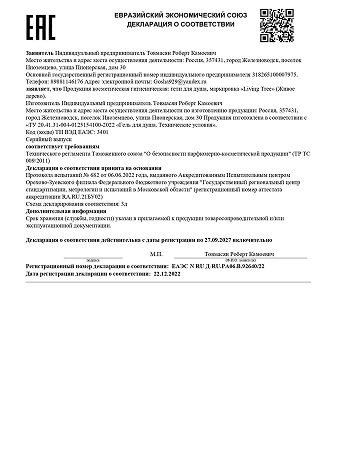 ЕАС
ЕВРАЗИЙСКИЙ ЭКОНОМИЧЕСКИЙ СОЮЗ
ДЕКЛАРАЦИЯ О СООТВЕТСТВИИ
Заявитель Индивидуальный предприниматель Товмасян Роберт Камоевич
Место жительства и адрес места осуществления деятельности: Россия, 357431, город Железноводск, поселок
Иноземцево, улица Пионерская, дом 30
Основной государственный регистрационный номер индивидуального предпринимателя 318265100007975.
Телефон: 89881146176 Адрес электронной почты: Gosha929@yandex.ru
заявляет, что Продукция косметическая гигиеническая: гели для душа, маркировка «Living Tree» (Живое
дерево).
Изготовитель Индивидуальный предприниматель Товмасян Роберт Камоевич
Место жительства и адрес места осуществления деятельности по изготовлению продукции: Россия, 357431,
город Железноводск, поселок Иноземцево, улица Пионерская, дом 30 Продукция изготовлена в соответствии с
«ТУ 20.41.31-004-0125154100-2022 «Гель для душа. Технические условия».
Код (коды) ТН ВЭД ЕАЭС: 3401
Серийный выпуск
соответствует требованиям
Технического регламента Таможенного союза "О безопасности парфюмерно-косметической продукции" (ТР ТС
009/2011)
Декларация о соответствии принята на основании
Протокола испытаний № 682 от 06.06.2022 года, выданного Аккредитованным Испытательным центром
Орехово-Зуевского филиала Федерального бюджетного учреждения "Государственный региональный центр
стандартизации, метрологии и испытаний в Московской области" (регистрационный номер аттестата
аккредитации RA.RU.21БУ02)
Схема декларирования соответствия: 3д
Дополнительная информация
Срок хранения (службы, годности) указан в прилагаемой к продукции товаросопроводительной и/или
эксплуатационной документации.
Декларация о соответствии действительна с даты регистрации по 27.09.2027 включительно
М.П.
Товмасян Роберт Камоевич
Регистрационный номер декларации о соответствии: ЕАЭС N RU Д-RU.РА06.В.92640/22
Дата регистрации декларации о соответствии: 22.12.2022